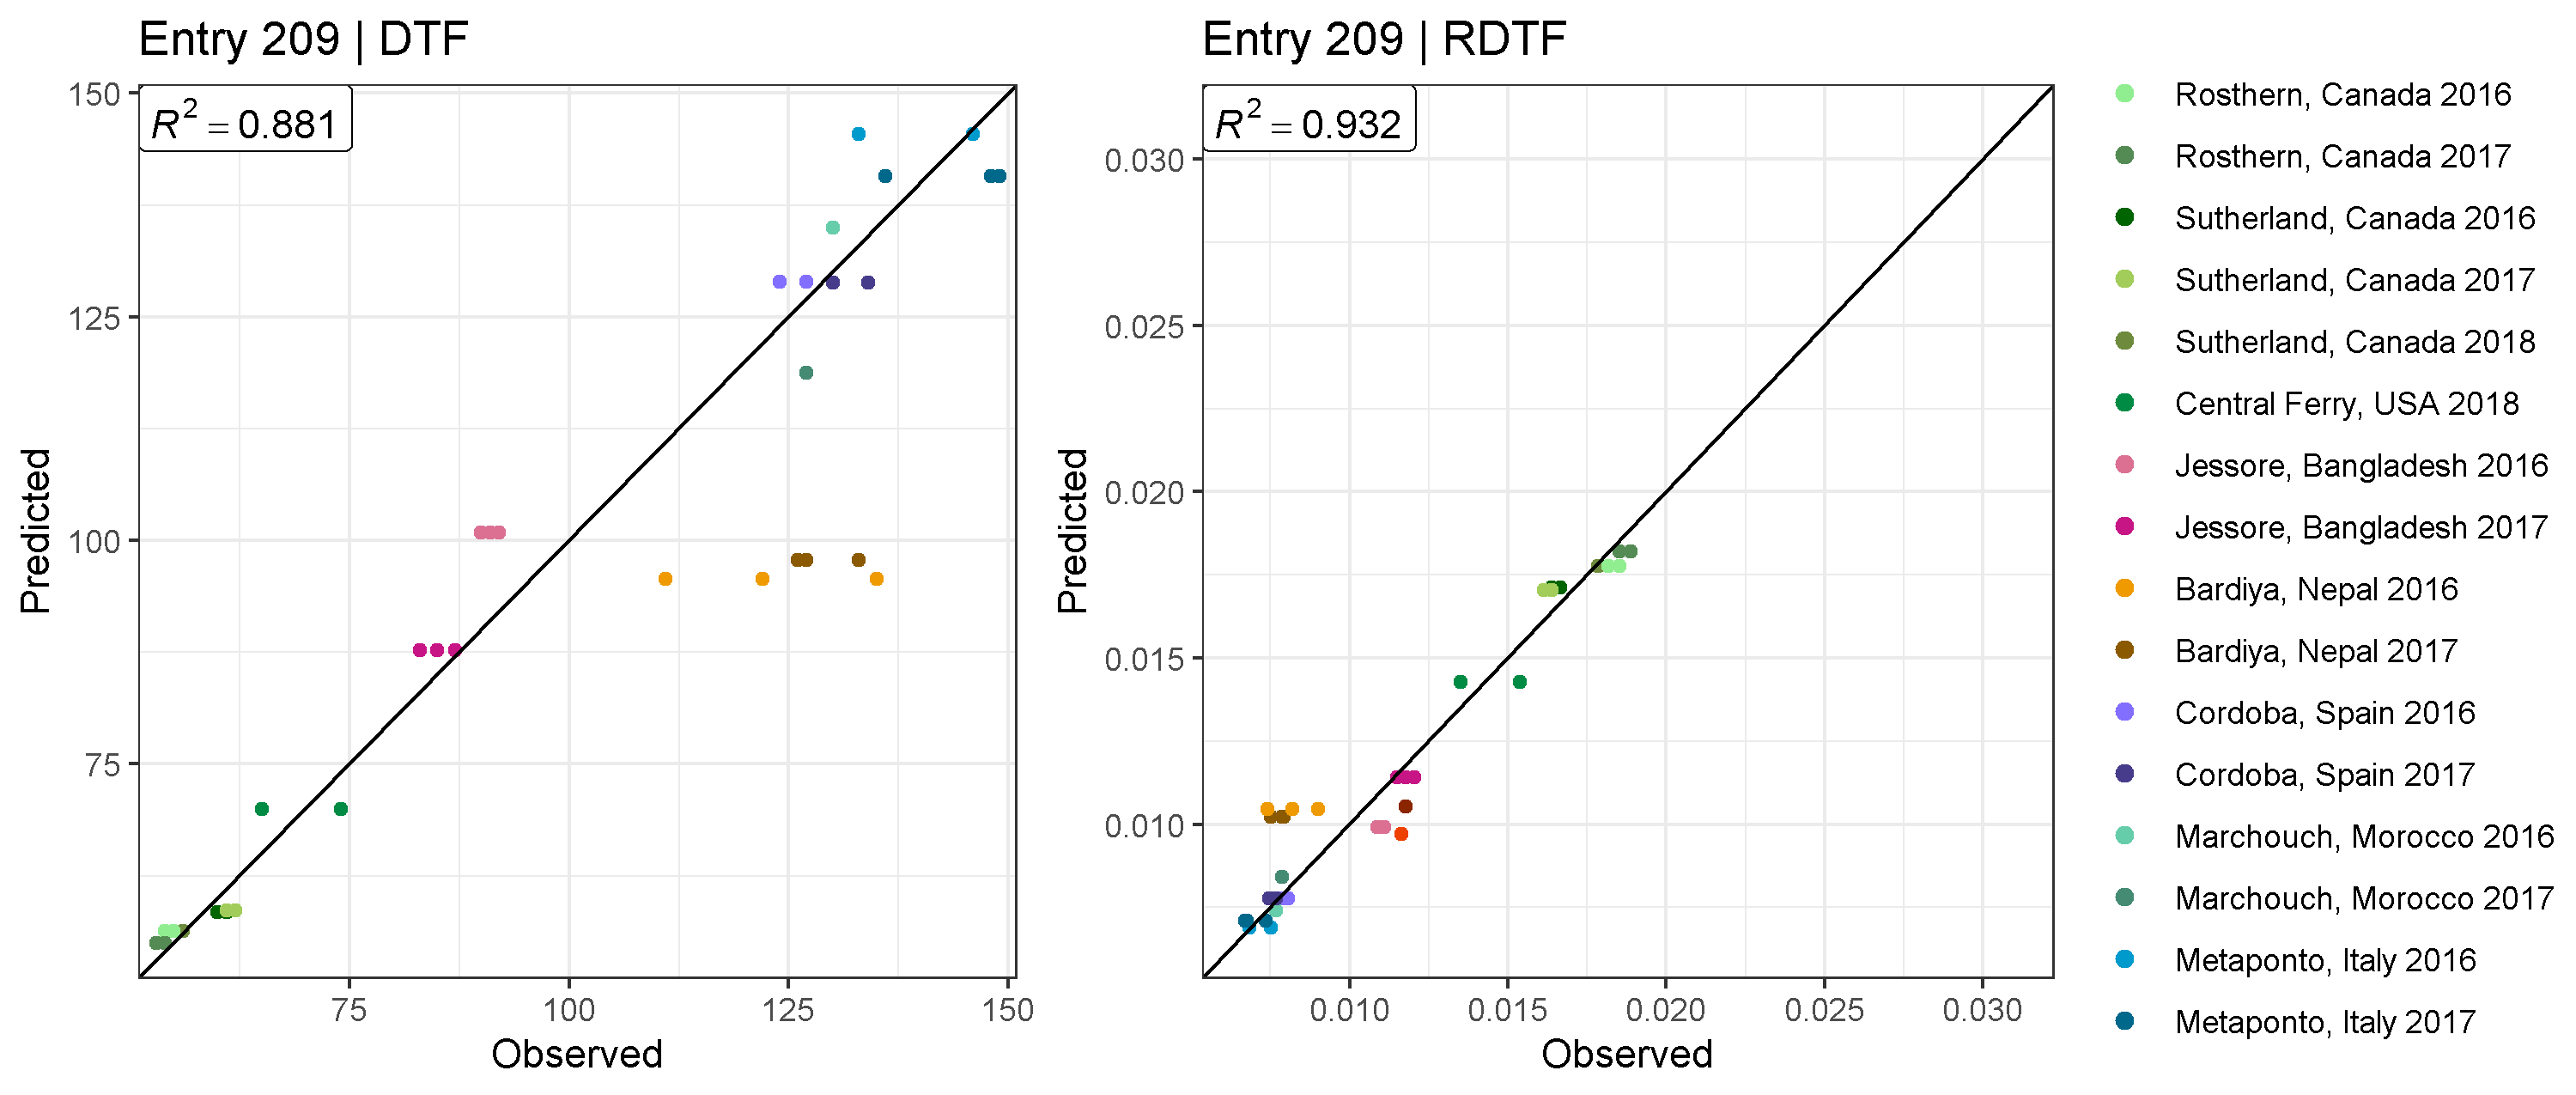 Entry 209 | DTF
R² = 0.881
150
125
100
75
Predicted
75
100
125
150
Observed
Entry 209 | RDTF
R² = 0.932
0.030
0.025
0.020
0.015
0.010
Predicted
0.010
0.015
0.020
0.025
0.030
Observed
Rosthern, Canada 2016
Rosthern, Canada 2017
Sutherland, Canada 2016
Sutherland, Canada 2017
Sutherland, Canada 2018
Central Ferry, USA 2018
Jessore, Bangladesh 2016
Jessore, Bangladesh 2017
Bardiya, Nepal 2016
Bardiya, Nepal 2017
Cordoba, Spain 2016
Cordoba, Spain 2017
Marchouch, Morocco 2016
Marchouch, Morocco 2017
Metaponto, Italy 2016
Metaponto, Italy 2017